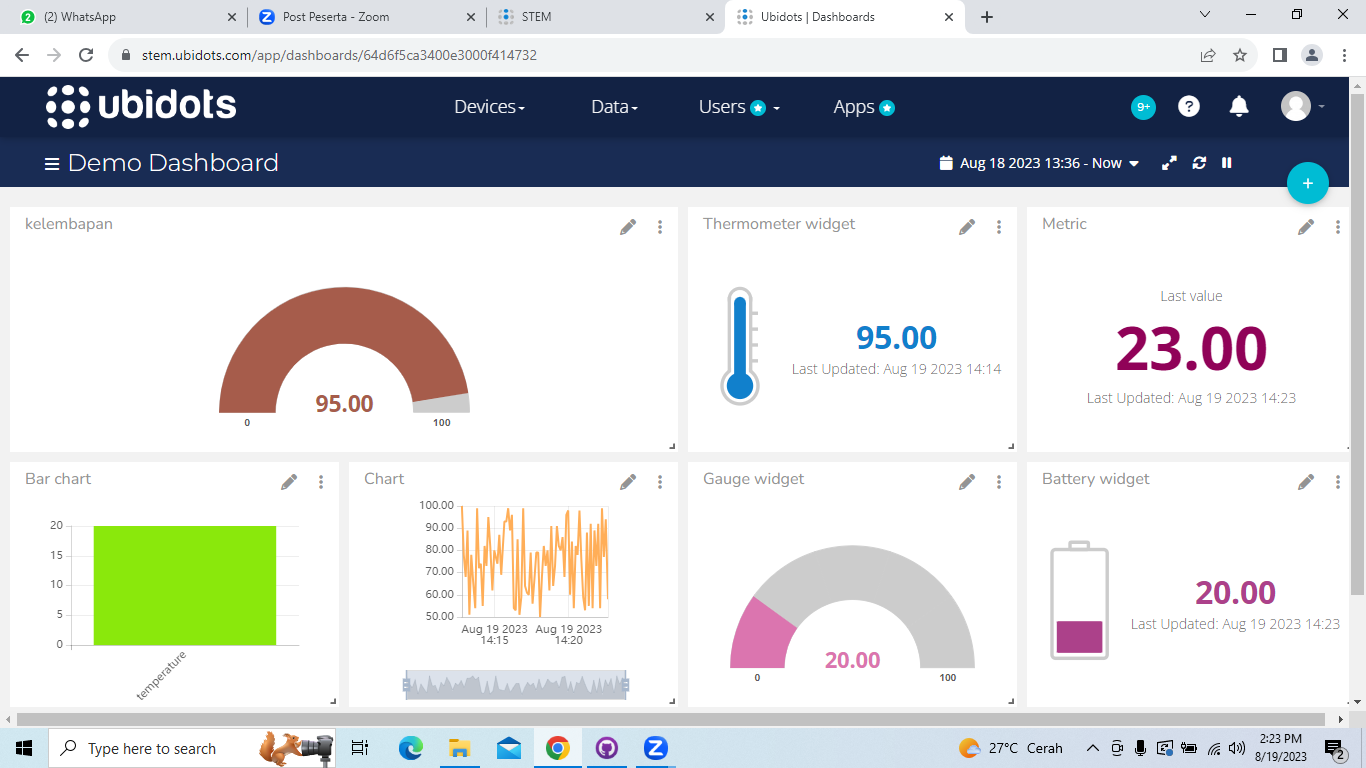 (2) WhatsApp
Post Peserta - Zoom
STEM
Ubidots | Dashboards
stem.ubidots.com/app/dashboards/64d6f5ca3400e3000f414732
ubidots
Devices
Data
Users
Apps
9+
?
Demo Dashboard
Aug 18 2023 13:36 - Now
+
kelembapan
95.00
0
100
Thermometer widget
95.00
Last Updated: Aug 19 2023 14:14
Metric
Last value
23.00
Last Updated: Aug 19 2023 14:23
Bar chart
20
15
10
5
0
temperature
Chart
100.00
90.00
80.00
70.00
60.00
50.00
Aug 19 2023
14:15
Aug 19 2023
14:20
Gauge widget
20.00
0
100
Battery widget
20.00
Last Updated: Aug 19 2023 14:23
Type here to search
27°C Cerah
2:23 PM
8/19/2023
2